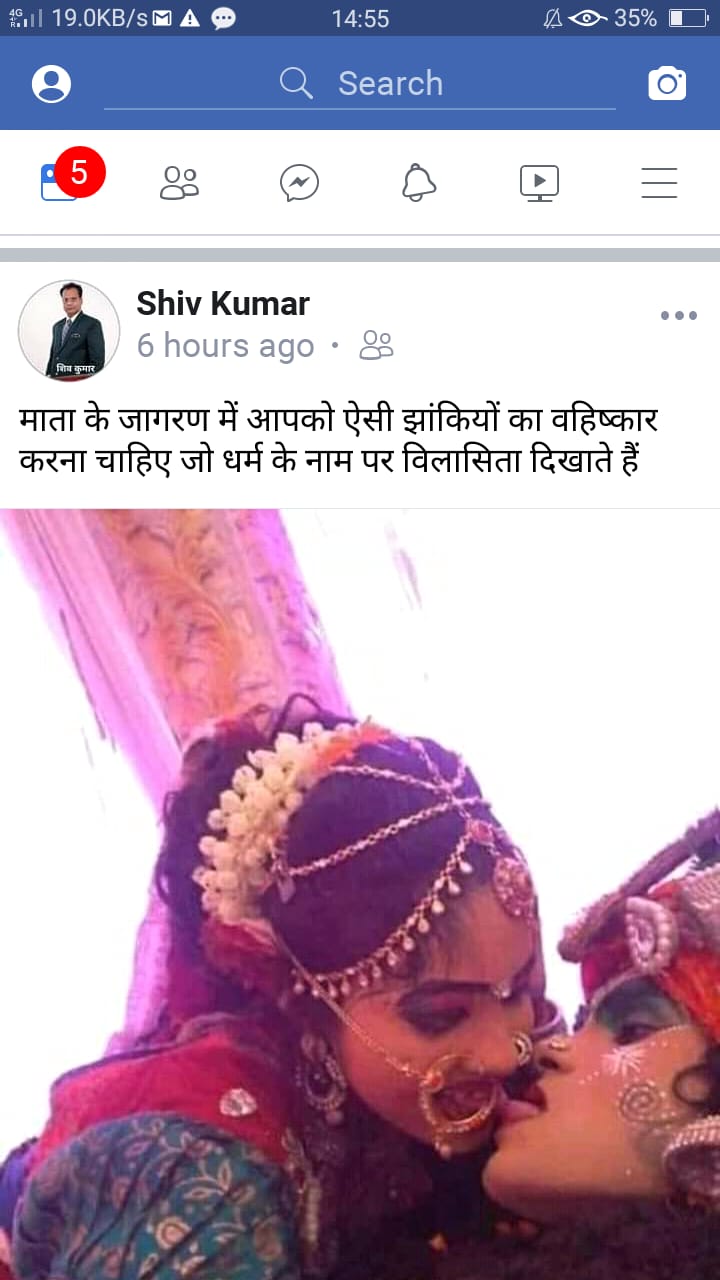 4G
R
19.0KB/s
14:55
35%
Search
5
Shiv Kumar
6 hours ago ·
शिव कुमार
माता के जागरण में आपको ऐसी झांकियों का वहिष्कार
करना चाहिए जो धर्म के नाम पर विलासिता दिखाते हैं